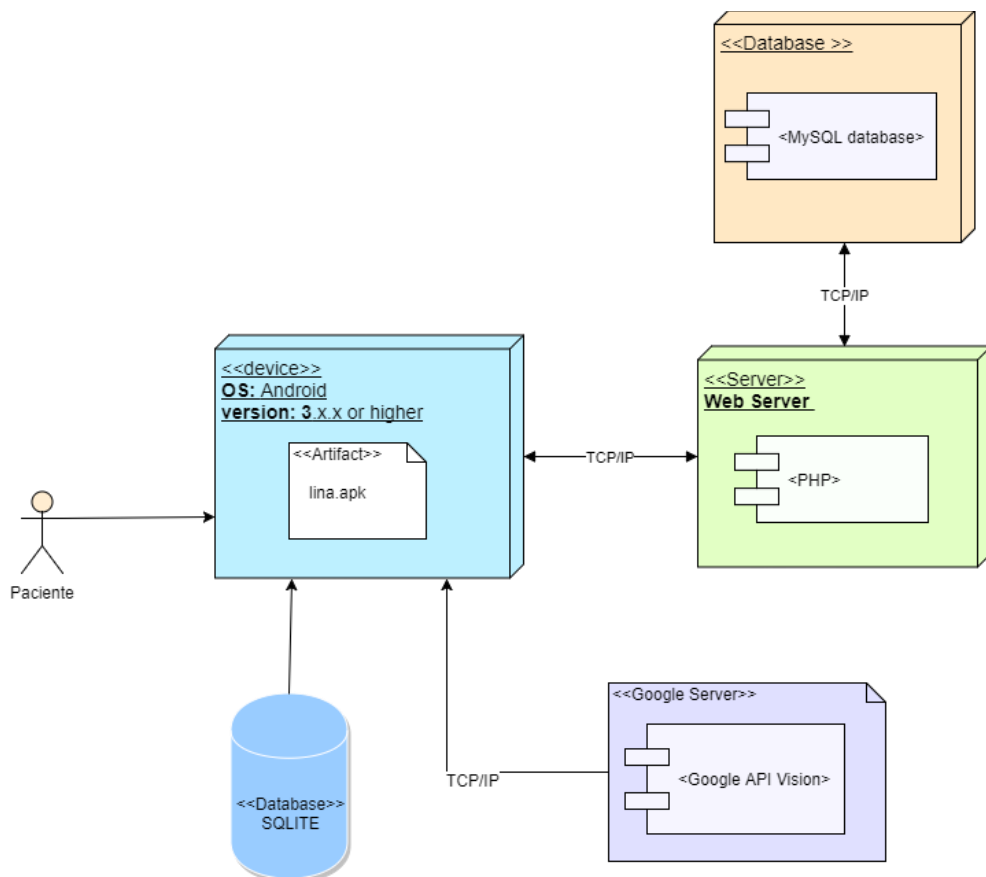 <<Database >>
<MySQL database>
TCP/IP
<<device>>
OS: Android
version: 3.x.x or higher
<<Artifact>>
lina.apk
TCP/IP
<<Server>>
Web Server
<PHP>
Paciente
<<Google Server>>
<Google API Vision>
TCP/IP
<<Database>>
SQLITE